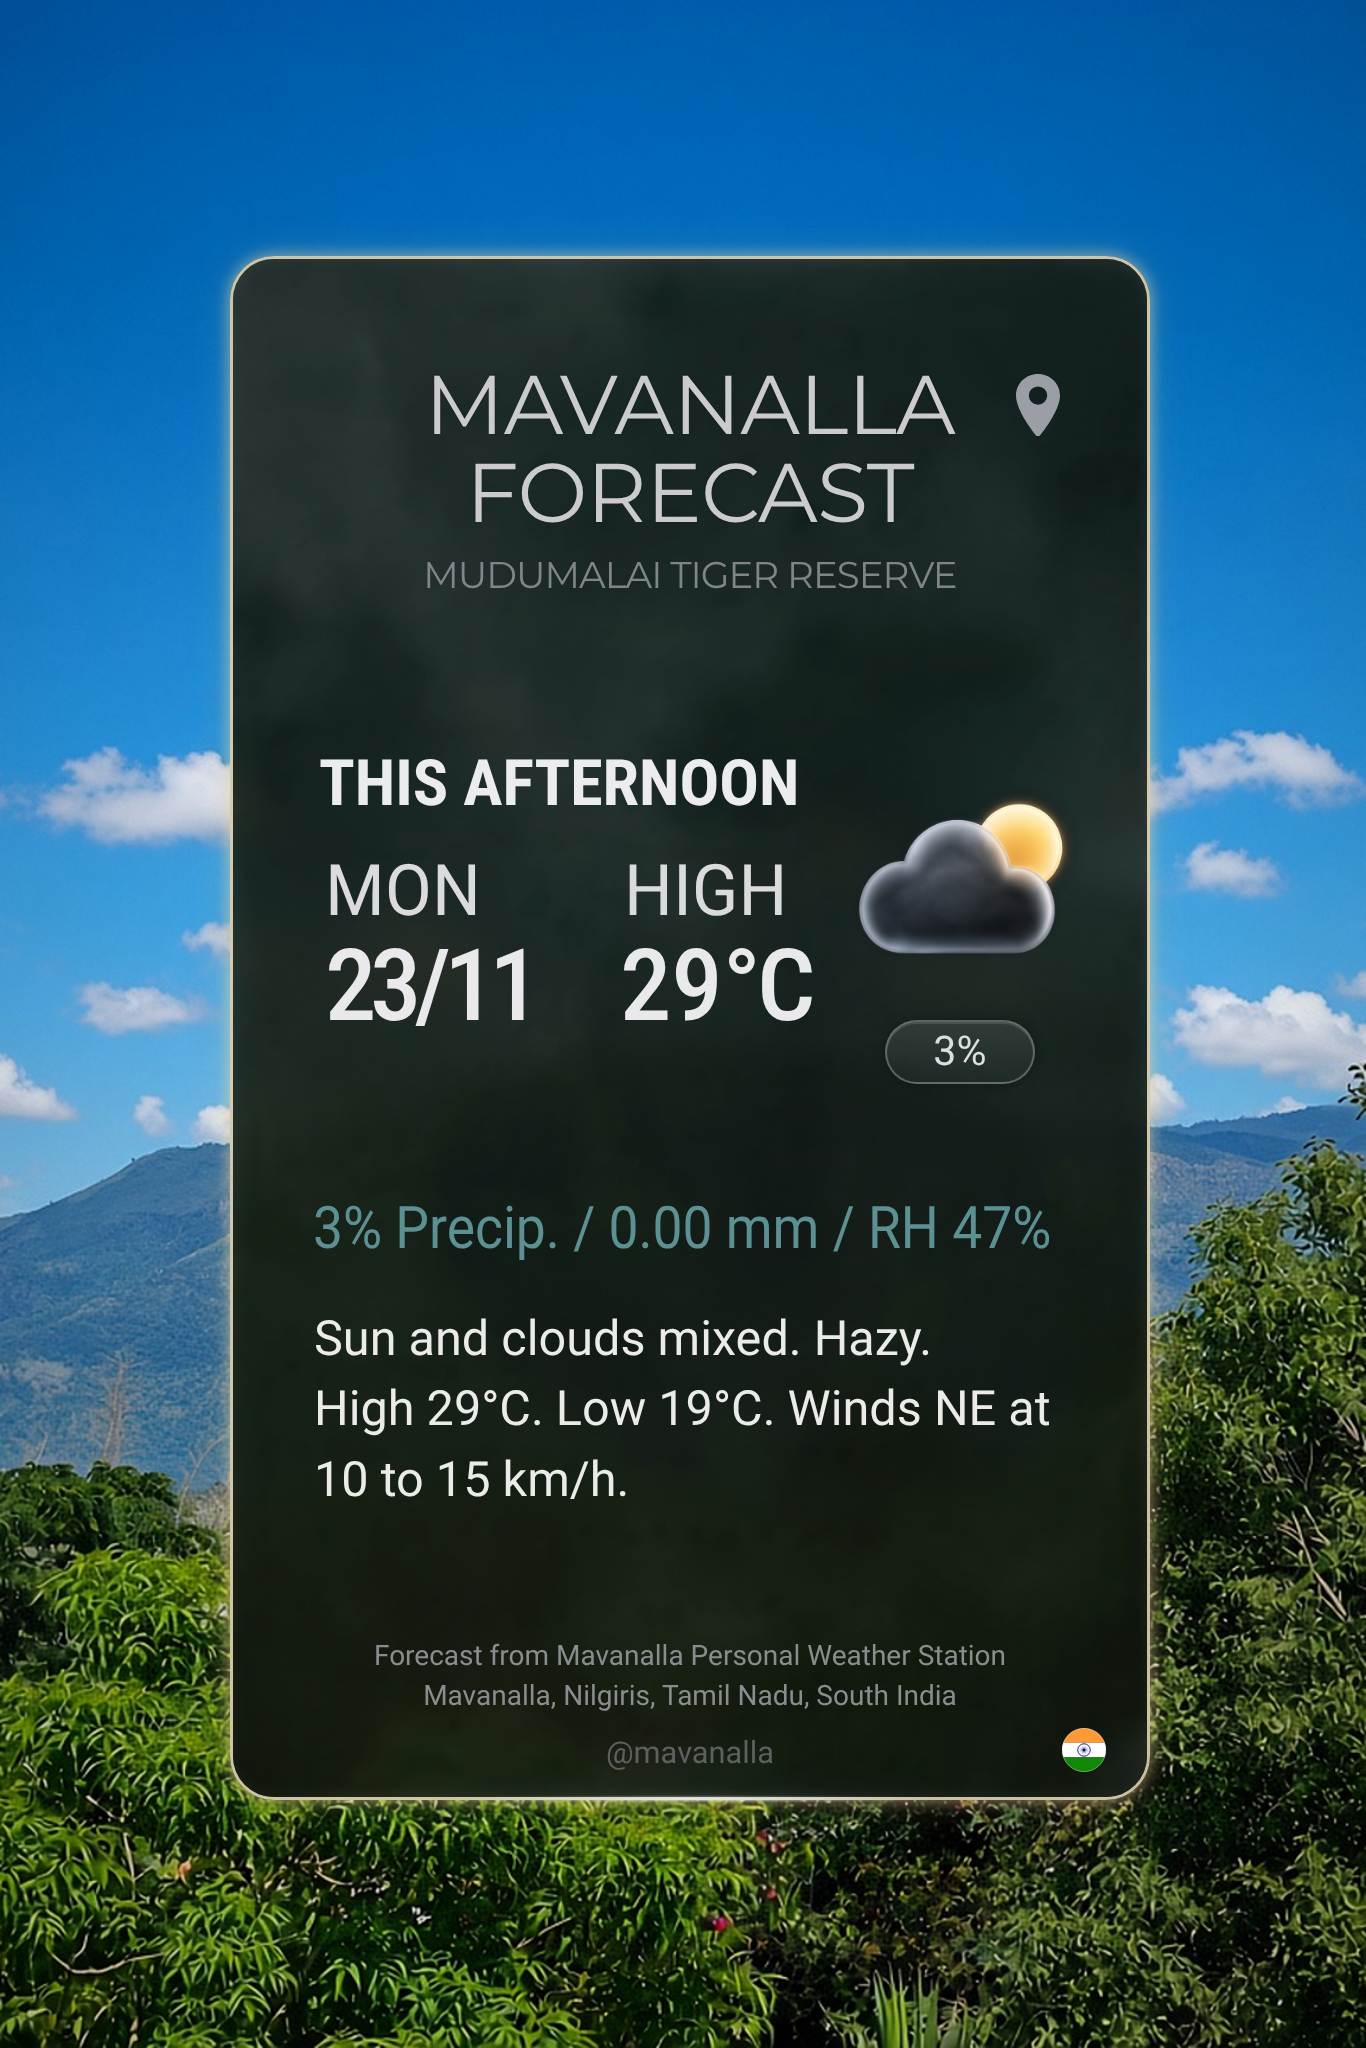 MAVANALLA
FORECAST
MUDUMALAI TIGER RESERVE
THIS AFTERNOON
MON HIGH
23/11 29°C
3%
3% Precip. / 0.00 mm / RH 47%
Sun and clouds mixed. Hazy.
High 29°C. Low 19°C. Winds NE at
10 to 15 km/h.
Forecast from Mavanalla Personal Weather Station
Mavanalla, Nilgiris, Tamil Nadu, South India
@mavanalla